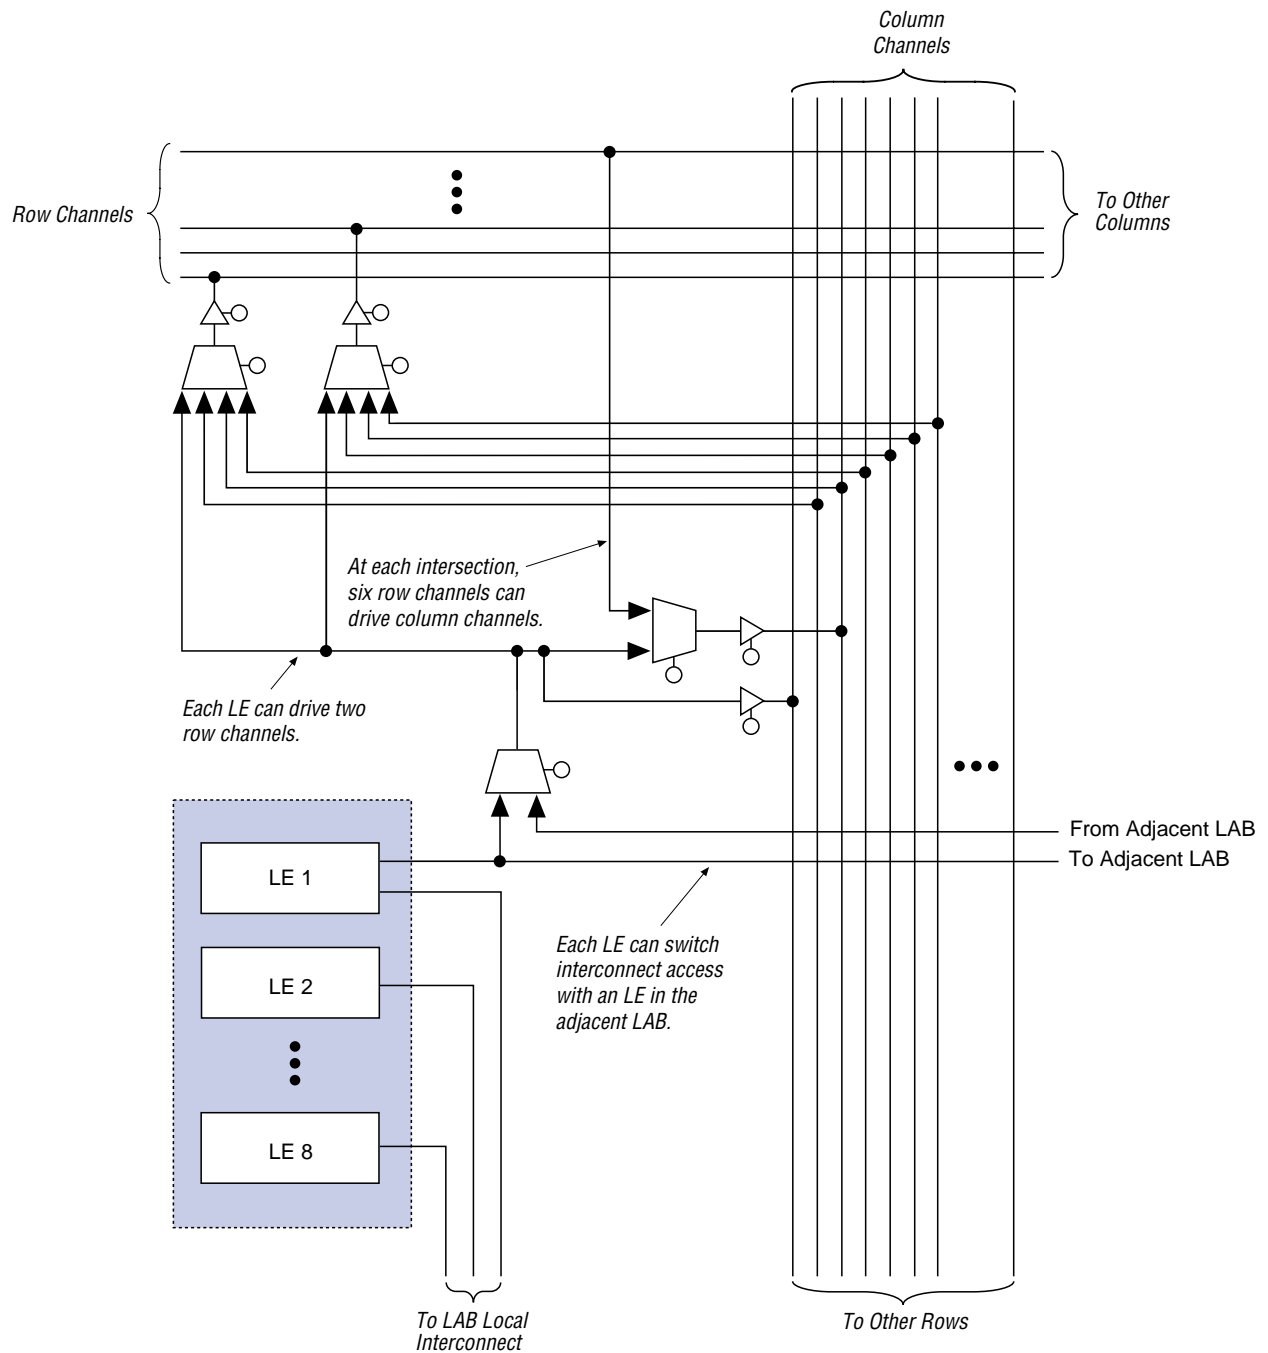 Column
Channels
Row Channels
To Other
Columns
At each intersection,
six row channels can
drive column channels.
Each LE can drive two
row channels.
From Adjacent LAB
To Adjacent LAB
LE 1
Each LE can switch
interconnect access
with an LE in the
adjacent LAB.
LE 2
LE 8
To LAB Local
Interconnect
To Other Rows